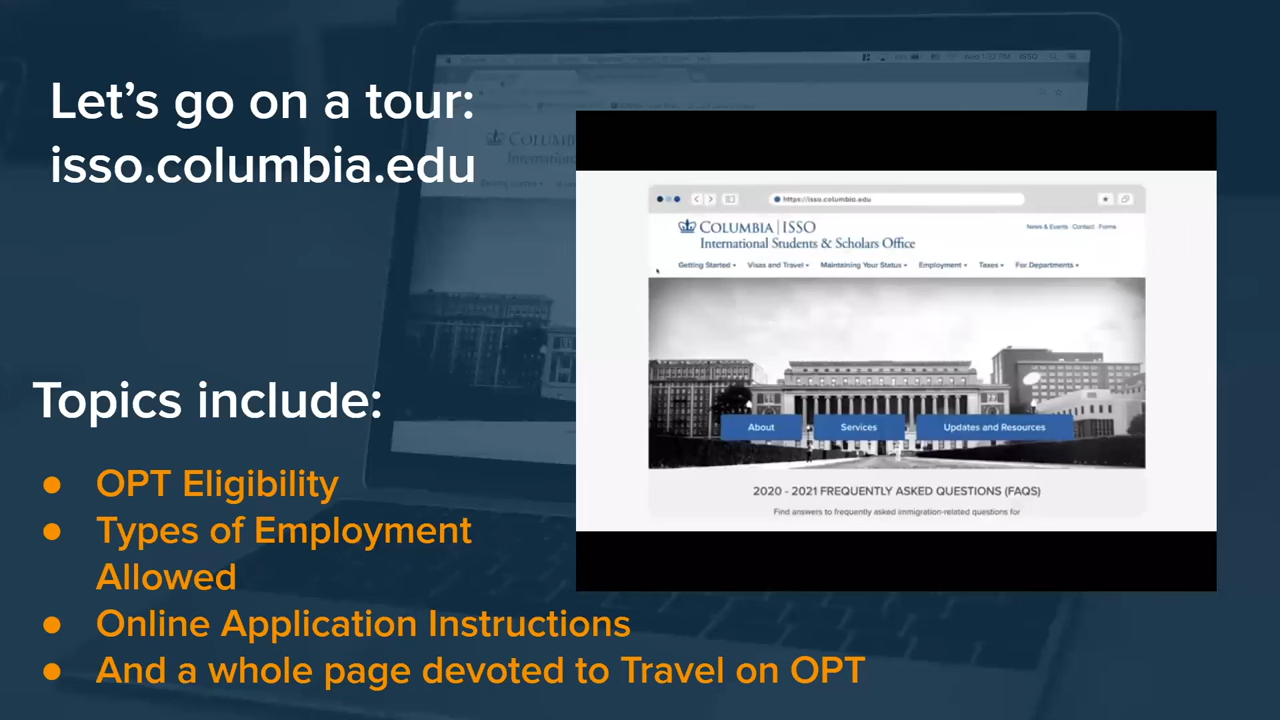 Let's go on a tour:
isso.columbia.edu
Topics include:
● OPT Eligibility
● Types of Employment
Allowed
● Online Application Instructions
● And a whole page devoted to Travel on OPT
https://isso.columbia.edu
COLUMBIA | ISSO
International Students & Scholars Office
News & Events Contact Forms
Getting Started Visas and Travel Maintaining Your Status Employment Taxes For Departments
About Services Updates and Resources
2020 - 2021 FREQUENTLY ASKED QUESTIONS (FAQS)
Find answers to frequently asked immigration-related questions for